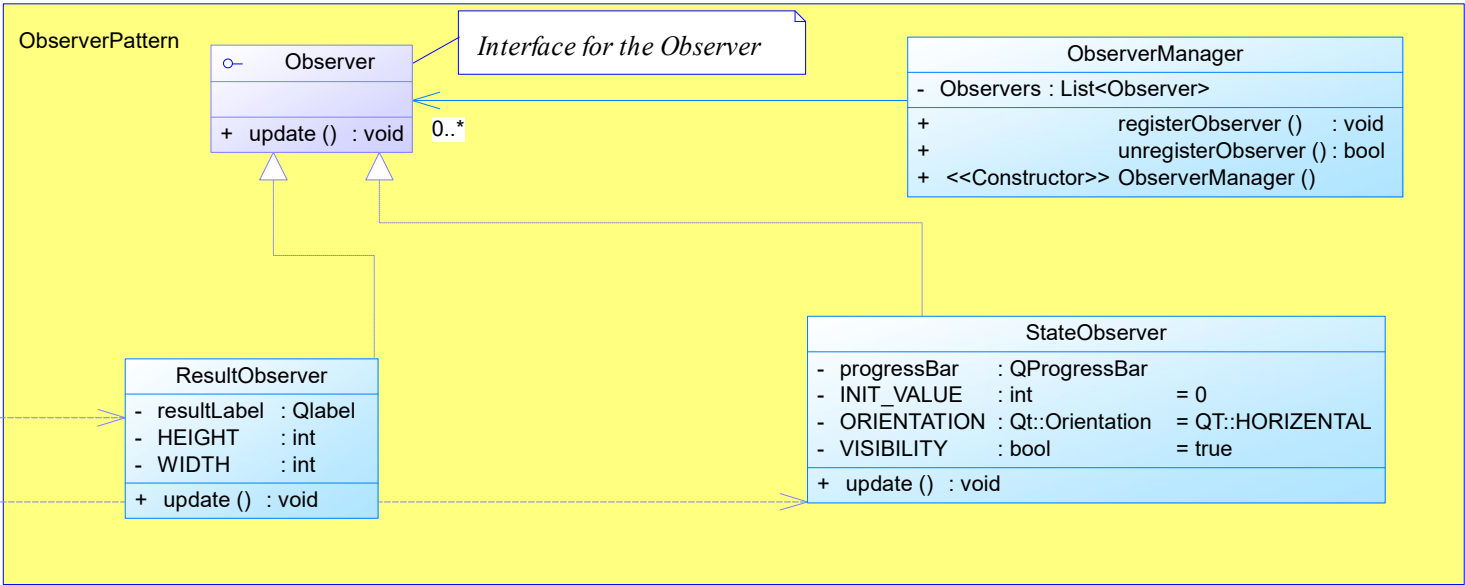 ObserverPattern
Observer
+ update () : void
Interface for the Observer
0..*
ObserverManager
- Observers : List<Observer>
+ registerObserver () : void
+ unregisterObserver () : bool
+ <<Constructor>> ObserverManager ()
ResultObserver
- resultLabel : Qlabel
- HEIGHT : int
- WIDTH : int
+ update () : void
StateObserver
- progressBar : QProgressBar
- INIT_VALUE : int = 0
- ORIENTATION : Qt::Orientation = QT::HORIZENTAL
- VISIBILITY : bool = true
+ update () : void